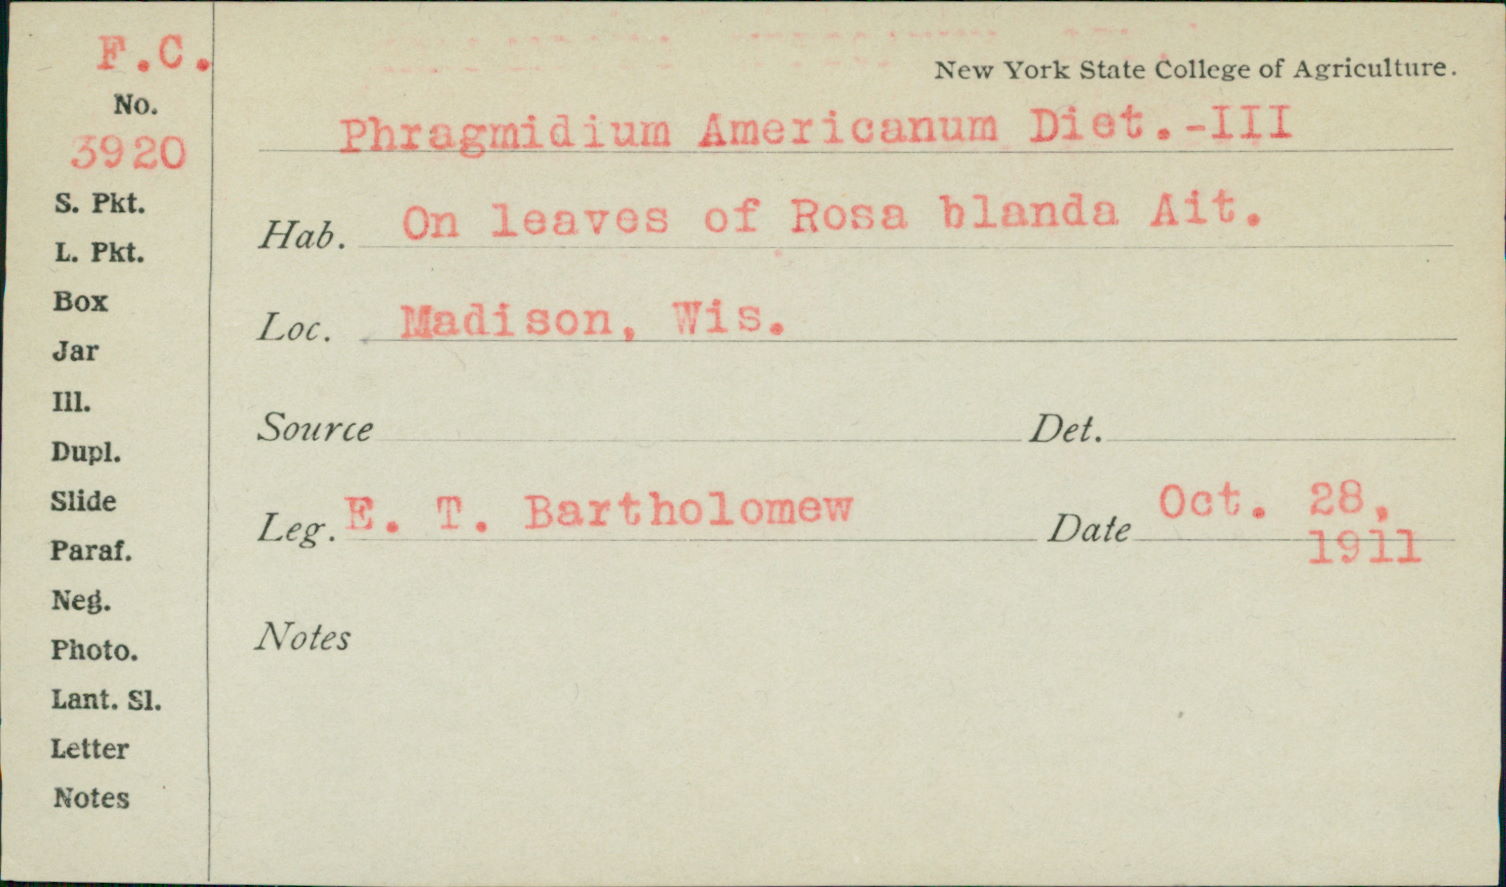 F.C.
No.
3920
S. Pkt.
L. Pkt.
Box
Jar
Ill.
Dupl.
Slide
Paraf.
Neg.
Photo.
Lant. Sl.
Letter
Notes
New York State College of Agriculture.
Phragmidium Americanum Diet.-III
Hab. On leaves of Rosa blanda Ait.
Loc. Madison, Wis.
Source Det.
Leg. E. T. Bartholomew Date Oct. 28,
1911
Notes